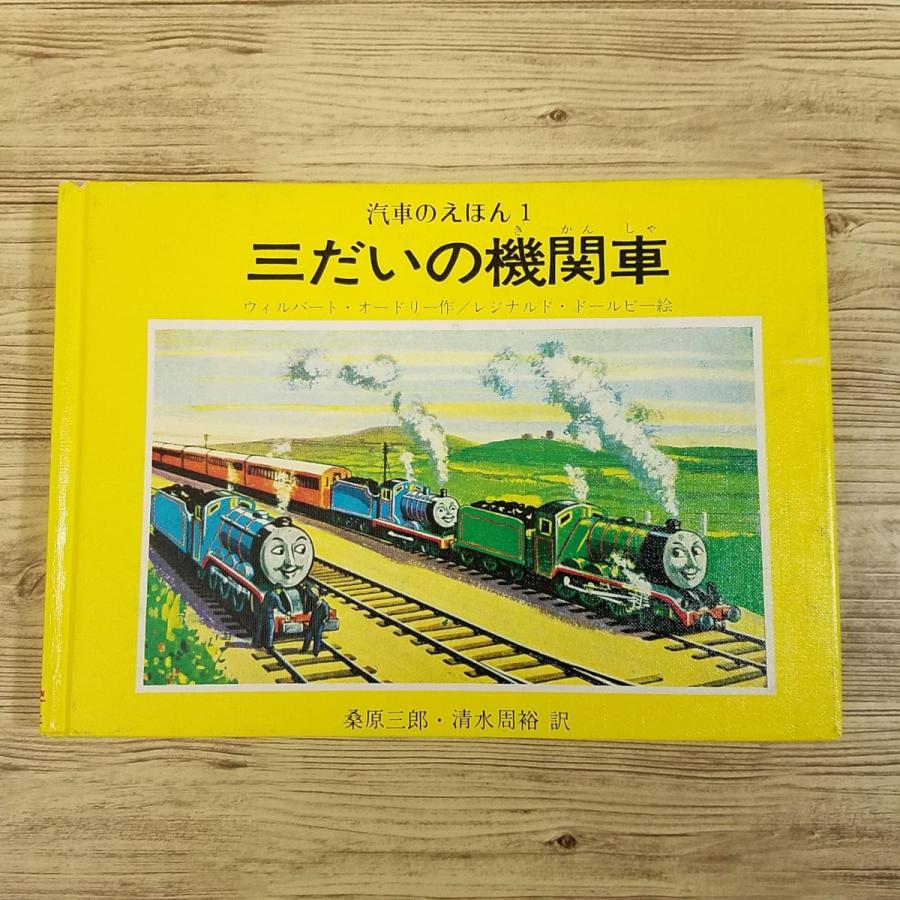 汽車のえほん1
き かん しゃ
三だいの機関車
ウィルバート・オードリー作/レジナルド・ドールビー絵
桑原三郎・清水周裕 訳